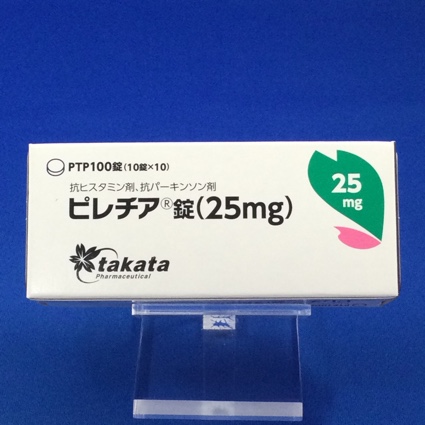 PTP100錠(10錠×10)
抗ヒスタミン剤、抗パーキンソン剤
ピレチア®錠(25mg)
25
mg
takata
Pharmaceutical